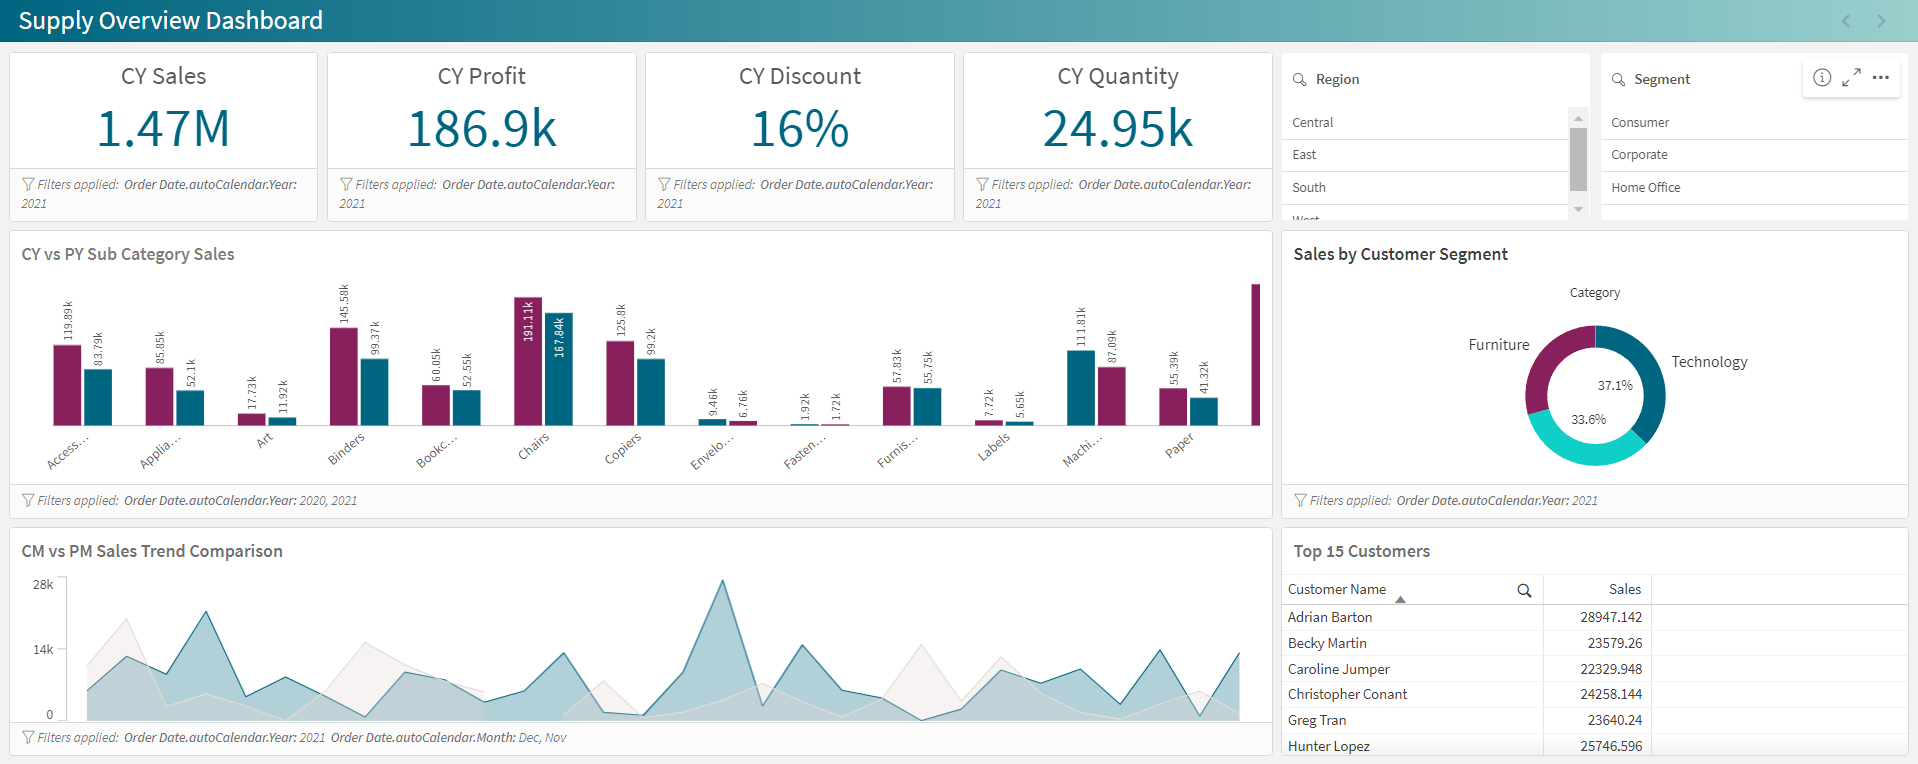 Supply Overview Dashboard
CY Sales
1.47M
Filters applied: Order Date.autoCalendar.Year:
2021
CY Profit
186.9k
Filters applied: Order Date.autoCalendar.Year:
2021
CY Discount
16%
Filters applied: Order Date.autoCalendar.Year:
2021
CY Quantity
24.95k
Filters applied: Order Date.autoCalendar.Year:
2021
Region
Central
East
South
West
Segment
Consumer
Corporate
Home Office
CY vs PY Sub Category Sales
119.89k
83.79k
85.85k
52.1k
17.73k
11.92k
145.58k
99.37k
60.05k
52.55k
191.11k
167.84k
125.8k
99.2k
9.46k
6.76k
1.92k
1.72k
57.83k
55.75k
7.72k
5.65k
111.81k
87.09k
55.39k
41.32k
Access...
Applia...
Art
Binders
Bookc...
Chairs
Copiers
Envelo...
Fasten...
Furnis...
Labels
Machi...
Paper
Filters applied: Order Date.autoCalendar.Year: 2020, 2021
Sales by Customer Segment
Category
Furniture
Technology
37.1%
33.6%
Filters applied: Order Date.autoCalendar.Year: 2021
CM vs PM Sales Trend Comparison
28k
14k
0
Filters applied: Order Date.autoCalendar.Year: 2021 Order Date.autoCalendar.Month: Dec, Nov
Top 15 Customers
Customer Name Sales
Adrian Barton 28947.142
Becky Martin 23579.26
Caroline Jumper 22329.948
Christopher Conant 24258.144
Greg Tran 23640.24
Hunter Lopez 25746.596